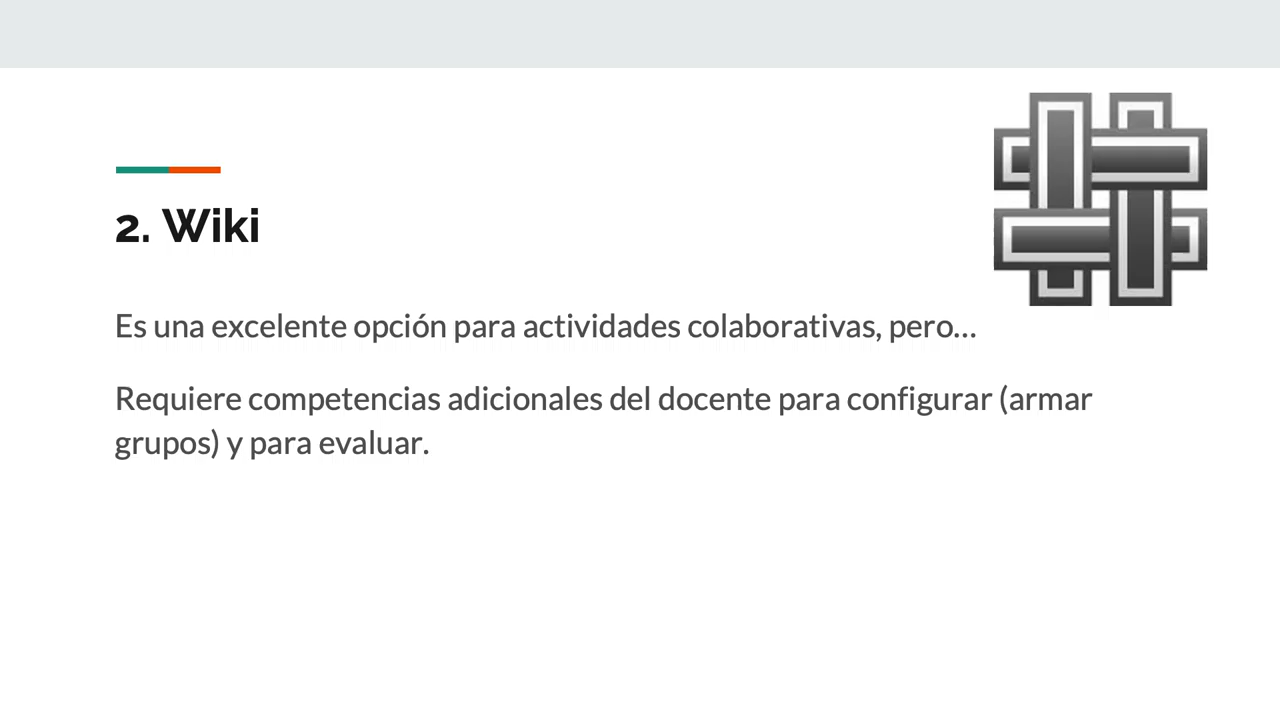 2. Wiki
Es una excelente opción para actividades colaborativas, pero...
Requiere competencias adicionales del docente para configurar (armar
grupos) y para evaluar.